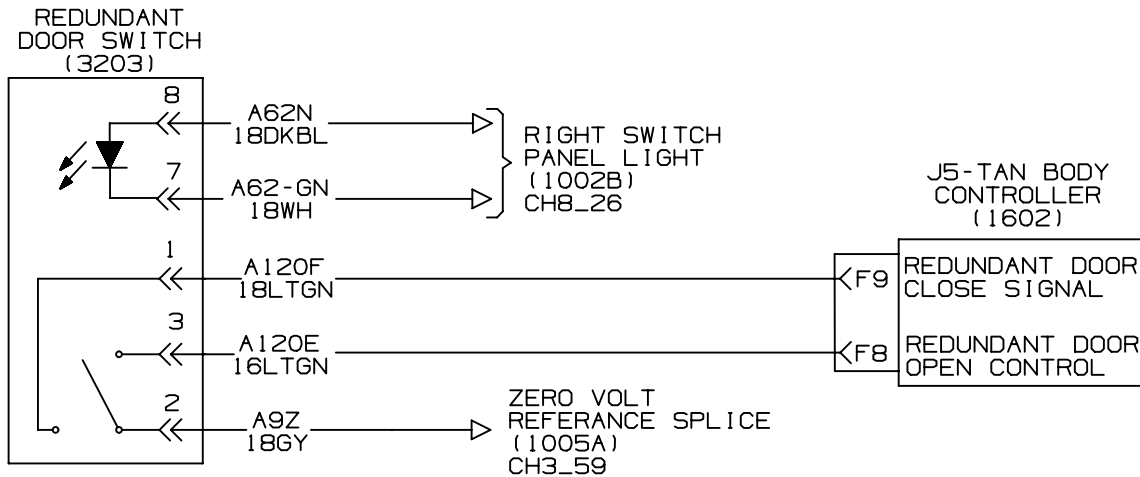 REDUNDANT
DOOR SWITCH
(3203)
8
A62N
18DKBL
7
A62-GN
18WH
RIGHT SWITCH
PANEL LIGHT
(1002B)
CH8_26
J5-TAN BODY
CONTROLLER
(1602)
1
A120F
18LTGN
F9
REDUNDANT DOOR
CLOSE SIGNAL
3
A120E
16LTGN
F8
REDUNDANT DOOR
OPEN CONTROL
2
A9Z
18GY
ZERO VOLT
REFERANCE SPLICE
(1005A)
CH3_59